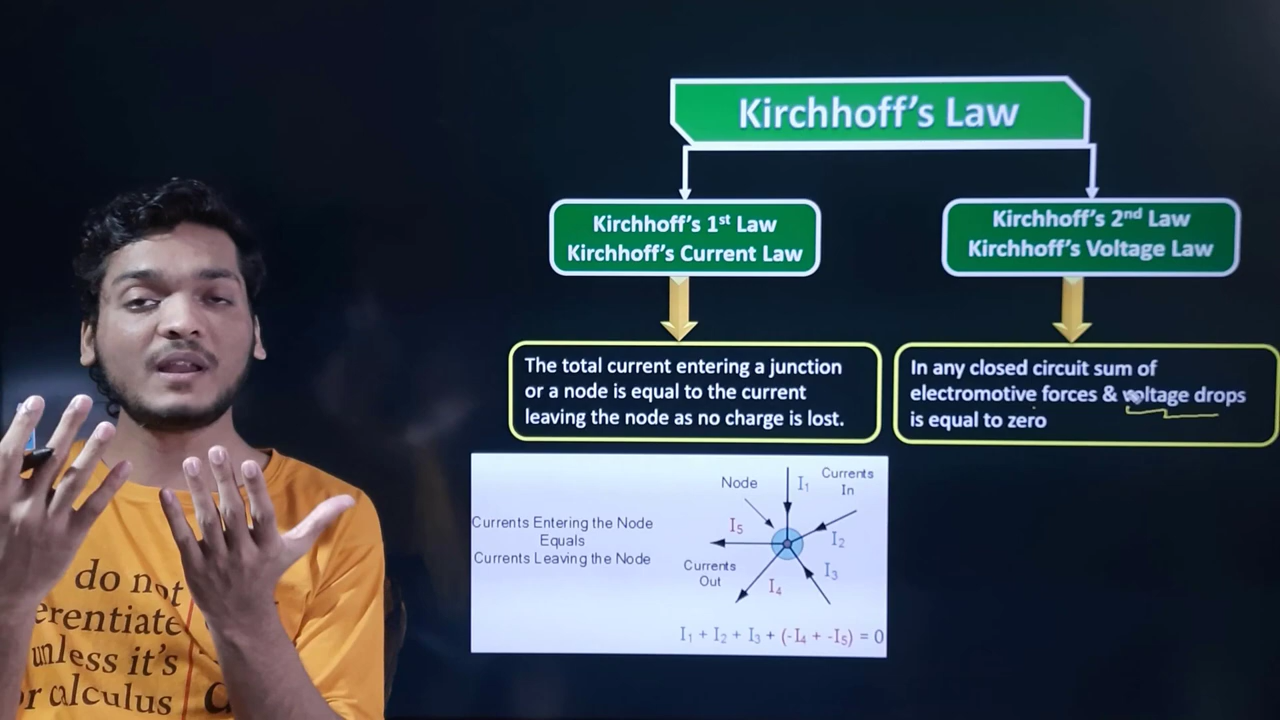 Kirchhoff's Law
Kirchhoff's 1st Law
Kirchhoff's Current Law
Kirchhoff's 2nd Law
Kirchhoff's Voltage Law
The total current entering a junction
or a node is equal to the current
leaving the node as no charge is lost.
In any closed circuit sum of
electromotive forces & voltage drops
is equal to zero
Currents Entering the Node
Equals
Currents Leaving the Node
Node
Currents
In
I₁
I₂
I₃
I₄
I₅
Currents
Out
I₁ + I₂ + I₃ + (-I₄ + -I₅) = 0
do not
erentiate
unless it's
or calculus